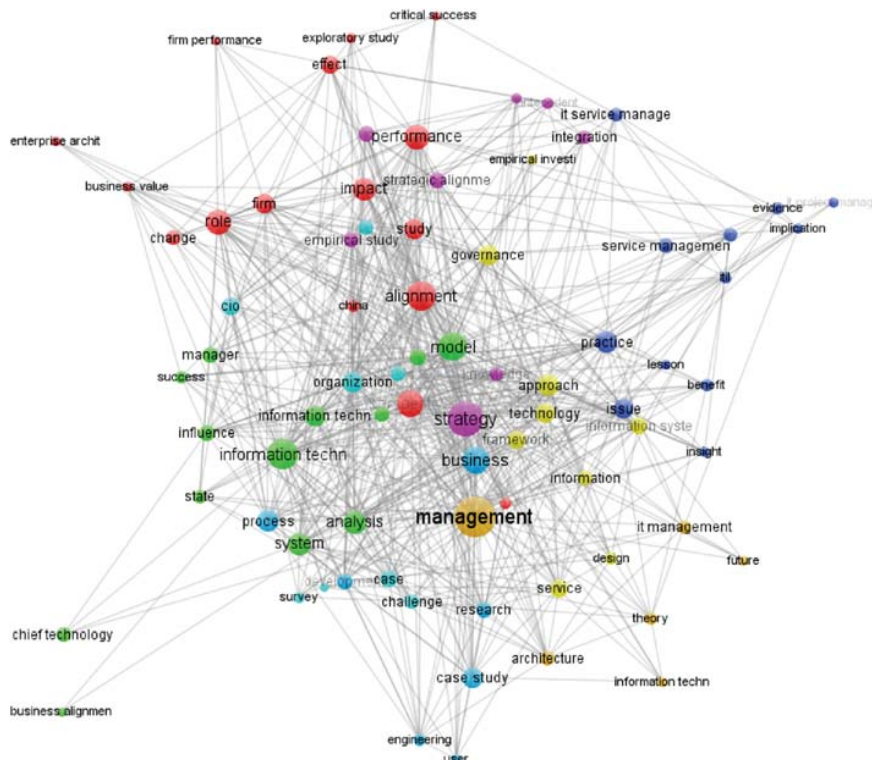 critical success
exploratory study
firm performance
effect
it service manage
performance
integration
enterprise archit
empirical investi
strategic alignme
business value
impact
evidence
firm
role
study
implication
change
empirical study
service managemen
governance
itil
alignment
china
cio
model
practice
manager
lesson
success
organization
knowledge
approach
benefit
information techn
technology
issue
strategy
information syste
influence
framework
information techn
business
insight
information
state
management
process
analysis
it management
system
design
future
development
case
service
survey
challenge
research
theory
chief technology
architecture
case study
information techn
business alignmen
engineering
user